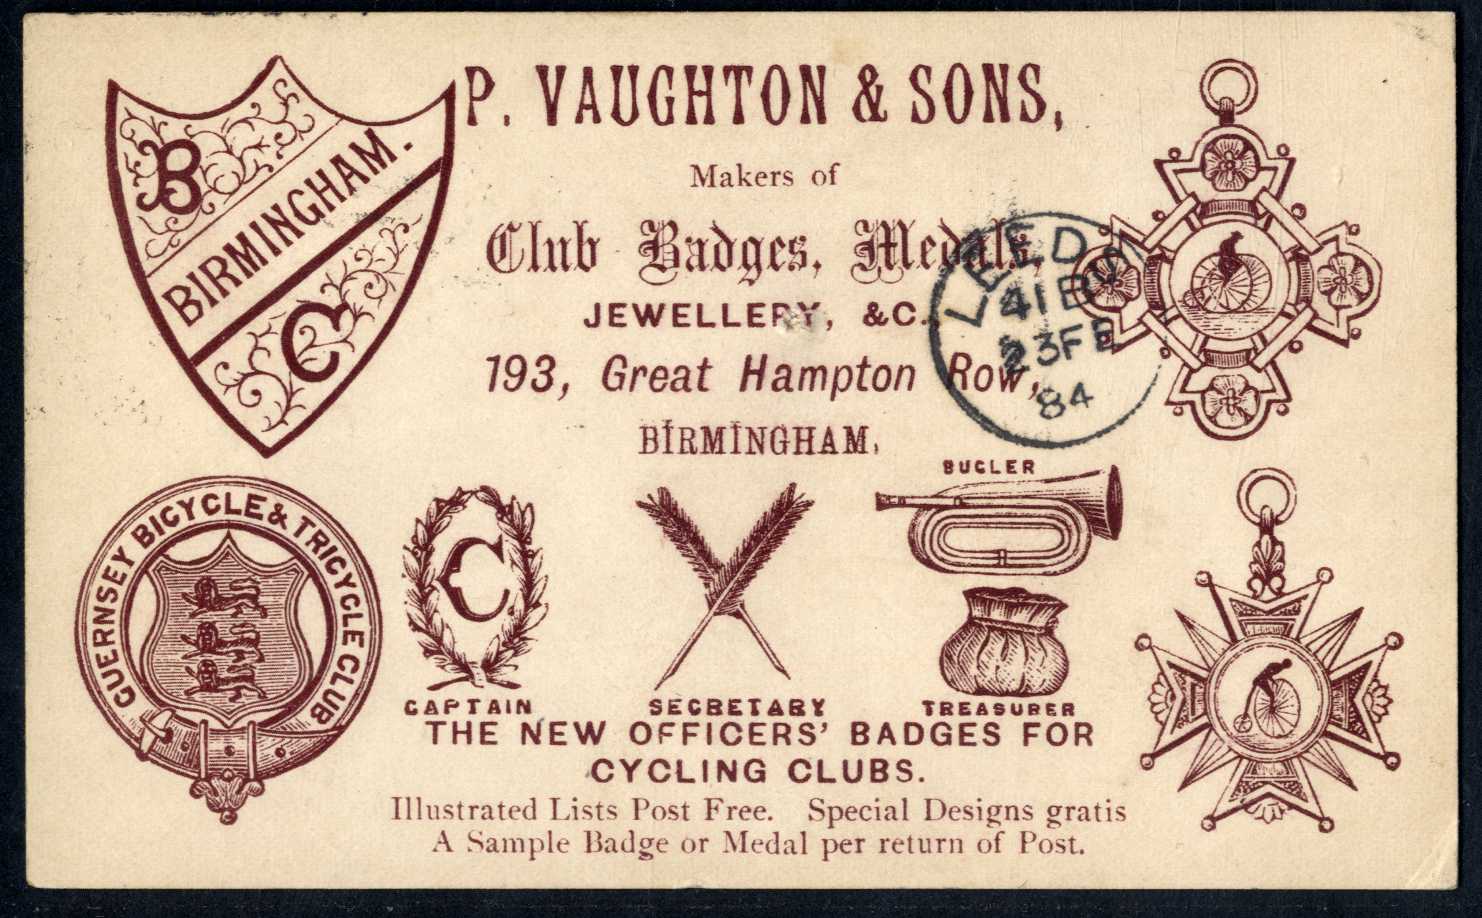 P. VAUGHTON & SONS,
Makers of
Club Badges, Medals,
JEWELLERY, &C.
193, Great Hampton Row,
BIRMINGHAM,
B
BIRMINGHAM.
C
LEEDS
41 BO
23 FE
84
GUERNSEY BICYCLE & TRICYCLE CLUB
C
CAPTAIN
SECRETARY
BUGLER
TREASURER
THE NEW OFFICERS' BADGES FOR
CYCLING CLUBS.
Illustrated Lists Post Free. Special Designs gratis
A Sample Badge or Medal per return of Post.